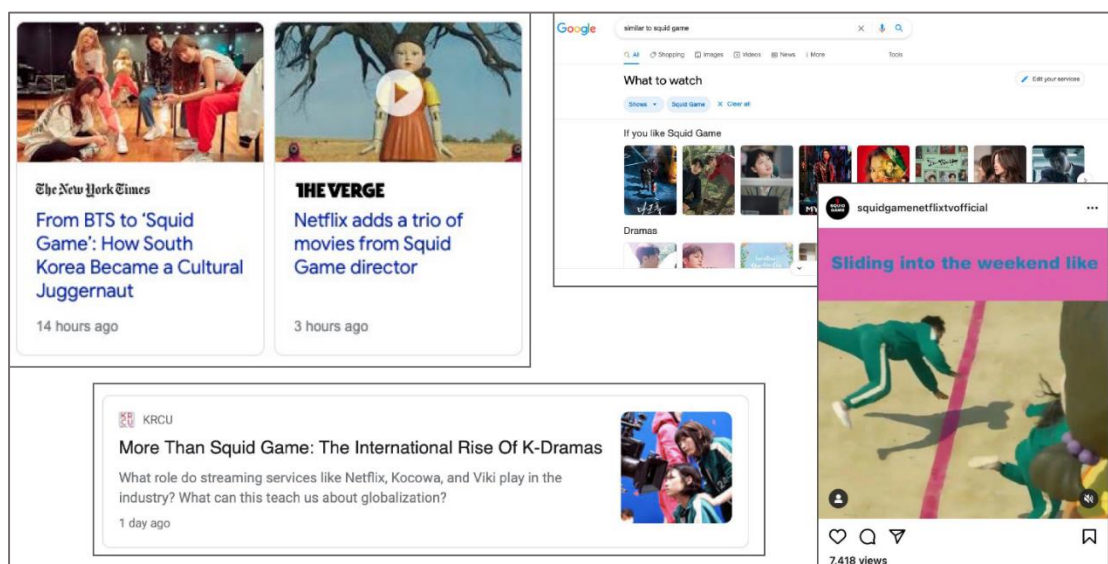 The New York Times
From BTS to ‘Squid
Game’: How South
Korea Became a Cultural
Juggernaut
14 hours ago
THE VERGE
Netflix adds a trio of
movies from Squid
Game director
3 hours ago
Google
similar to squid game
All Shopping Images Videos News More Tools
What to watch
Edit your services
Shows Squid Game Clear all
If you like Squid Game
Dramas
SQUID
GAME
squidgamenetflixtvofficial
Sliding into the weekend like
7,418 views
KRCU
More Than Squid Game: The International Rise Of K-Dramas
What role do streaming services like Netflix, Kocowa, and Viki play in the
industry? What can this teach us about globalization?
1 day ago